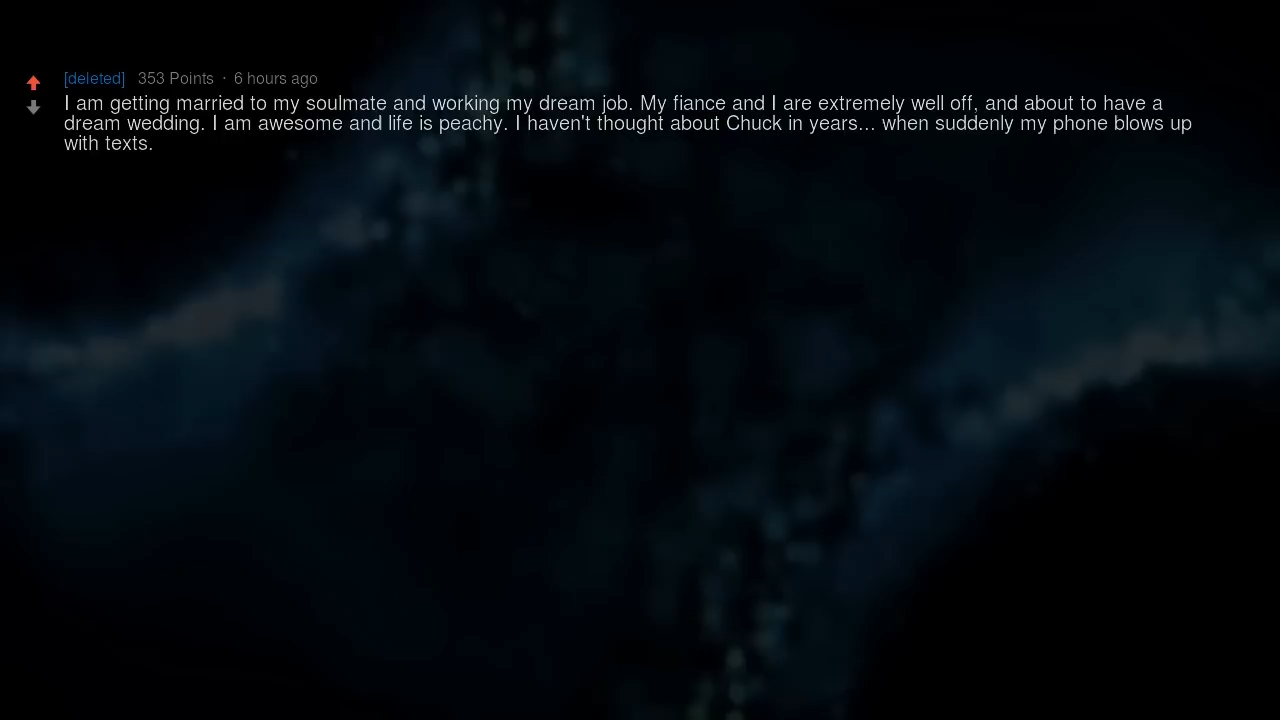 [deleted] 353 Points · 6 hours ago
I am getting married to my soulmate and working my dream job. My fiance and I are extremely well off, and about to have a
dream wedding. I am awesome and life is peachy. I haven't thought about Chuck in years... when suddenly my phone blows up
with texts.